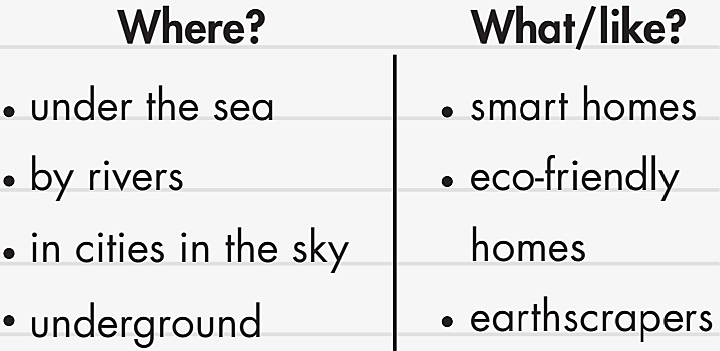 Where?
under the sea
by rivers
in cities in the sky
underground
What/like?
smart homes
eco-friendly
homes
earthscrapers